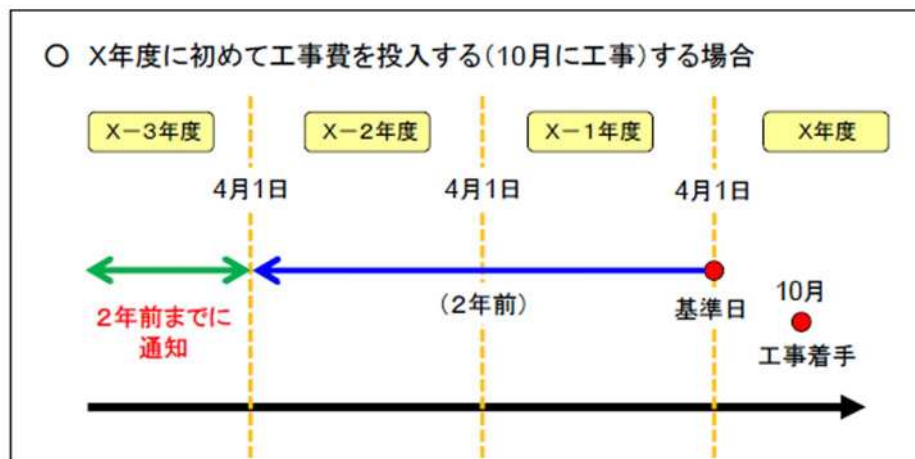 ○ X年度に初めて工事費を投入する(10月に工事)する場合
X－3年度
X－2年度
X－1年度
X年度
4月1日
4月1日
4月1日
2年前までに
通知
(2年前)
基準日
10月
工事着手